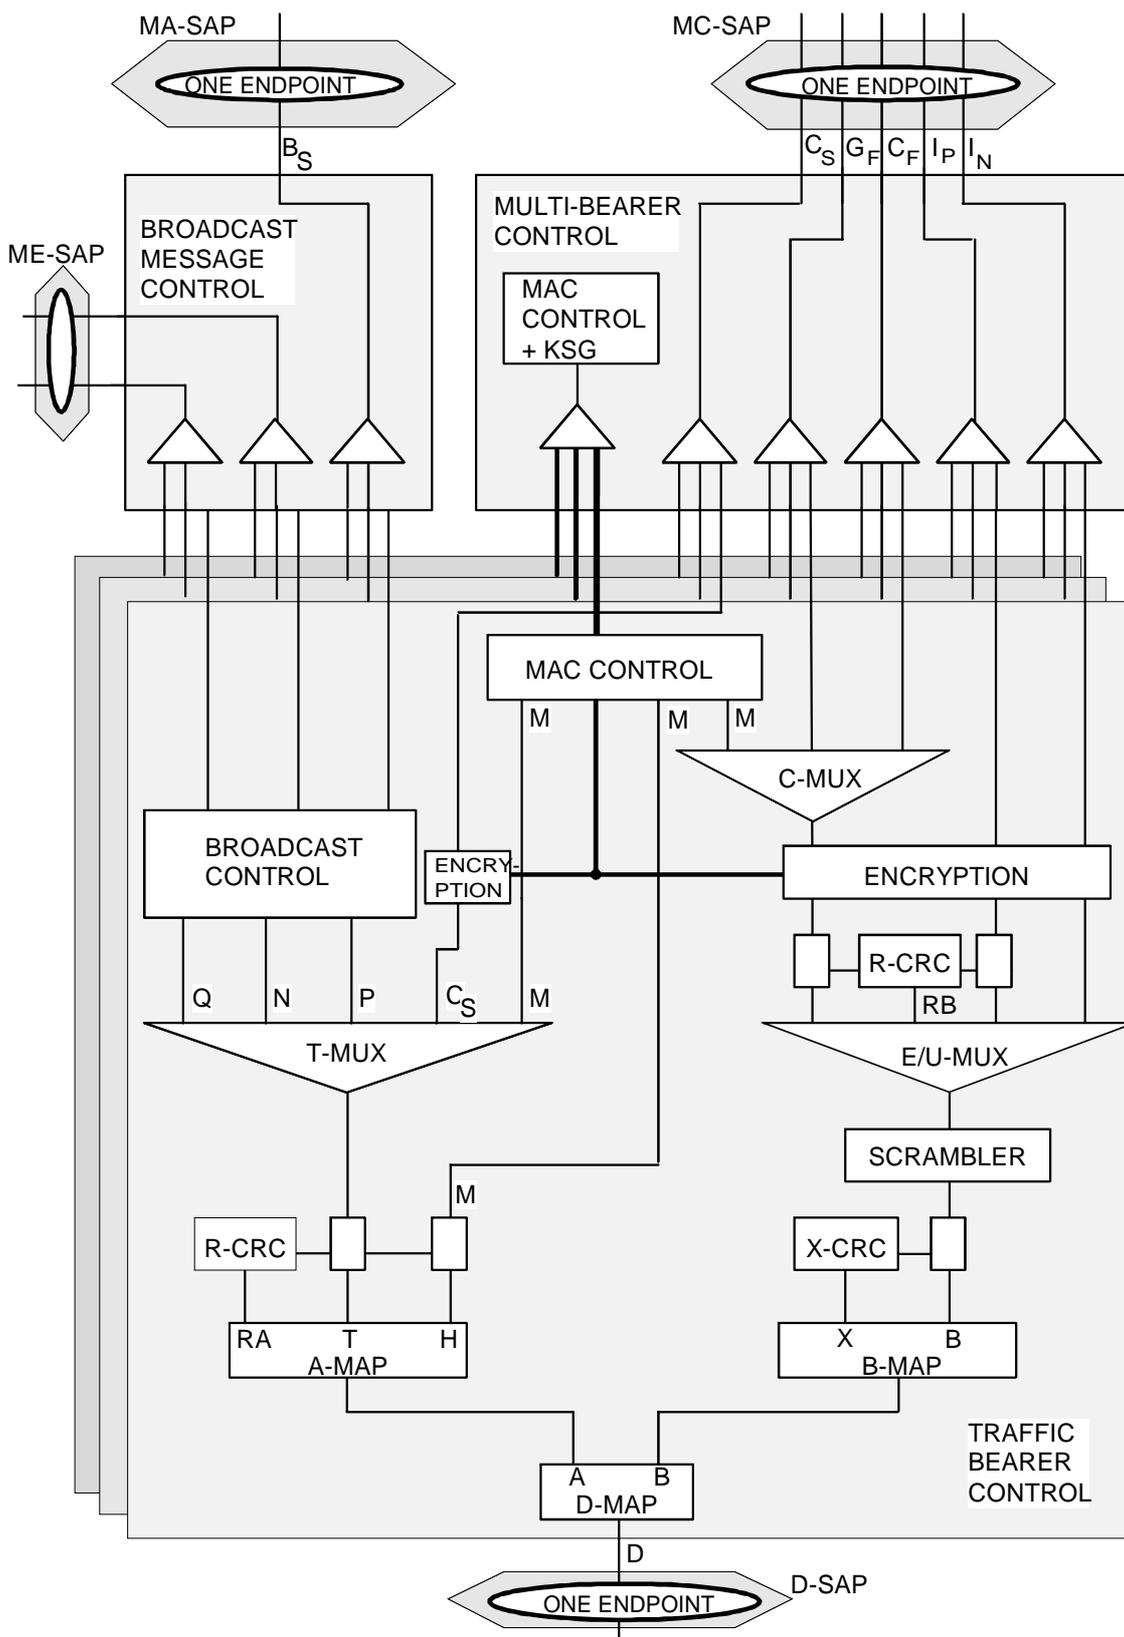 MA-SAP
MC-SAP
ONE ENDPOINT
ONE ENDPOINT
BS
CS GF CF IP IN
BROADCAST
MESSAGE
CONTROL
ME-SAP
MULTI-BEARER
CONTROL
MAC
CONTROL
+ KSG
MAC CONTROL
M
M
M
C-MUX
BROADCAST
CONTROL
ENCRY-
PTION
ENCRYPTION
R-CRC
RB
Q
N
P
CS
M
T-MUX
E/U-MUX
SCRAMBLER
M
R-CRC
X-CRC
RA
T
H
A-MAP
X
B
B-MAP
TRAFFIC
BEARER
CONTROL
A
B
D-MAP
D
D-SAP
ONE ENDPOINT